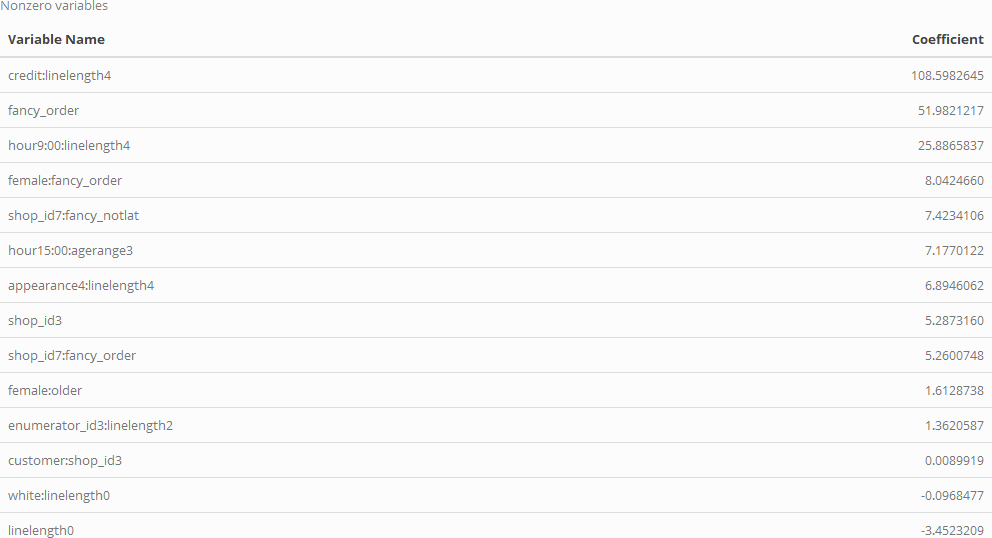 Nonzero variables
Variable Name Coefficient
credit:linelength4 108.5982645
fancy_order 51.9821217
hour9:00:linelength4 25.8865837
female:fancy_order 8.0424660
shop_id7:fancy_notlat 7.4234106
hour15:00:agerange3 7.1770122
appearance4:linelength4 6.8946062
shop_id3 5.2873160
shop_id7:fancy_order 5.2600748
female:older 1.6128738
enumerator_id3:linelength2 1.3620587
customer:shop_id3 0.0089919
white:linelength0 -0.0968477
linelength0 -3.4523209